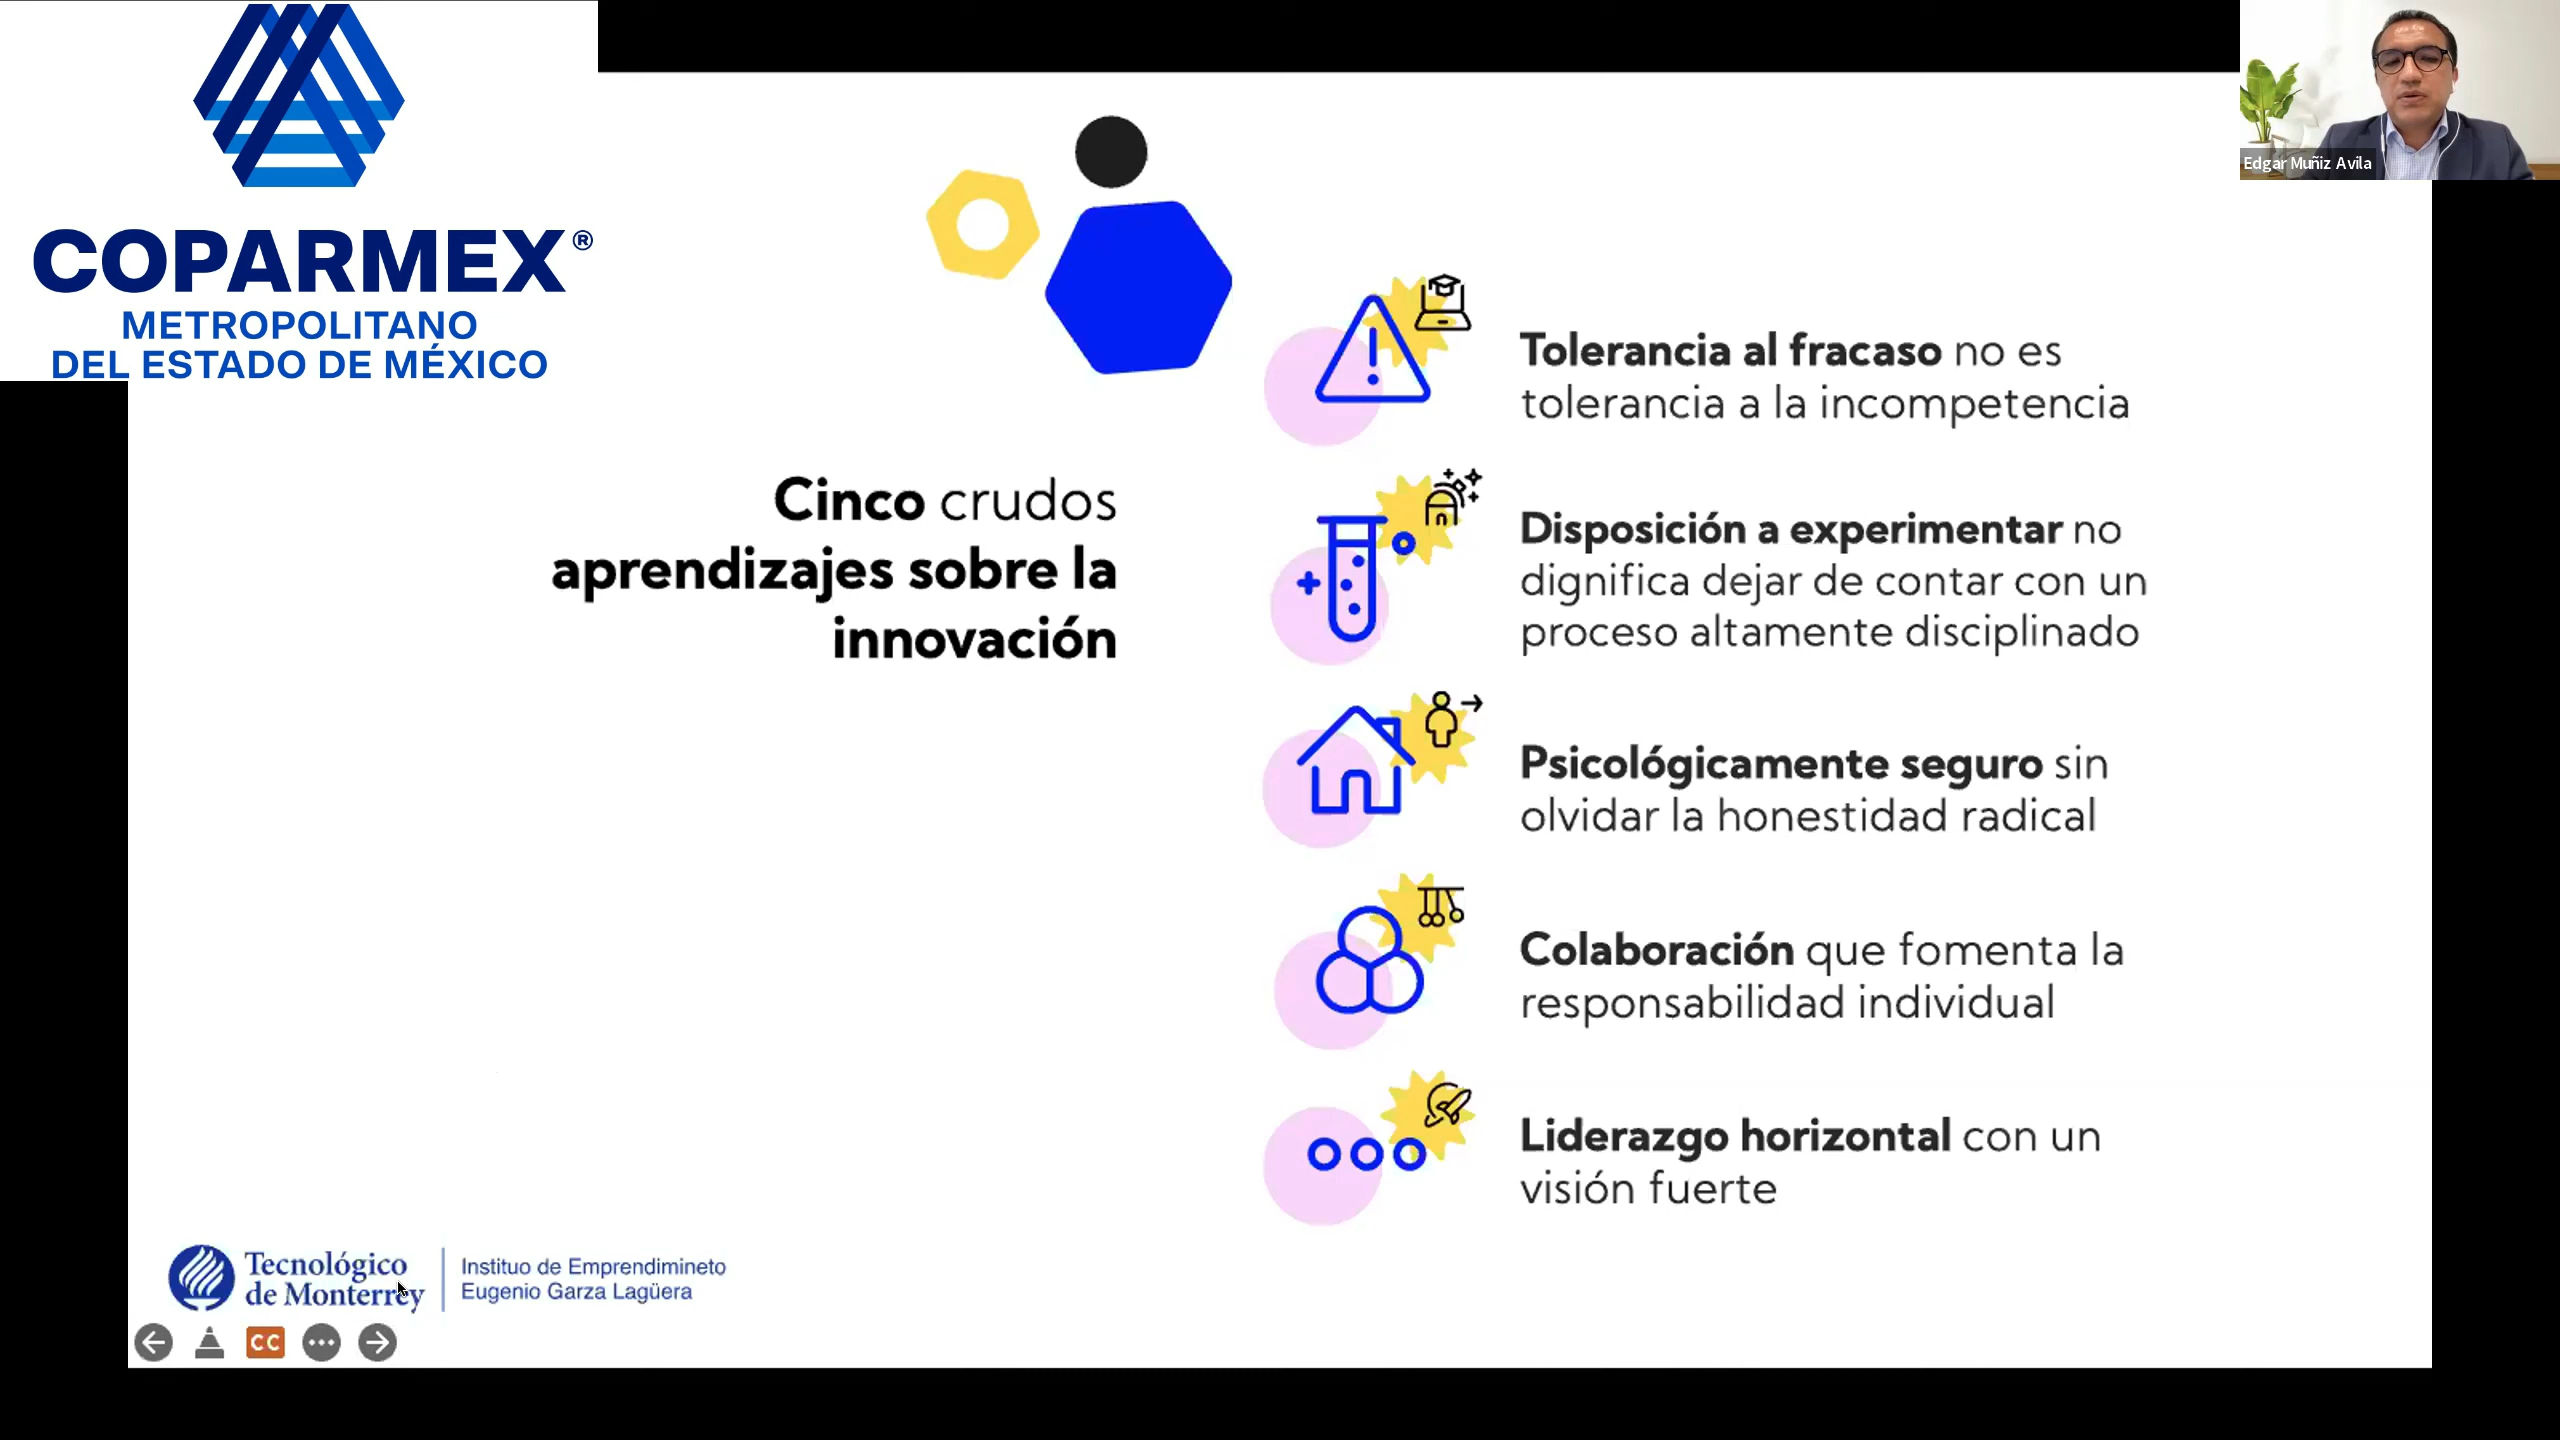 COPARMEX®
METROPOLITANO
DEL ESTADO DE MÉXICO
Edgar Muñiz Avila
Cinco crudos
aprendizajes sobre la
innovación
Tolerancia al fracaso no es
tolerancia a la incompetencia
Disposición a experimentar no
dignifica dejar de contar con un
proceso altamente disciplinado
Psicológicamente seguro sin
olvidar la honestidad radical
Colaboración que fomenta la
responsabilidad individual
Liderazgo horizontal con un
visión fuerte
Tecnológico
de Monterrey
Instituo de Emprendimineto
Eugenio Garza Lagüera
CC